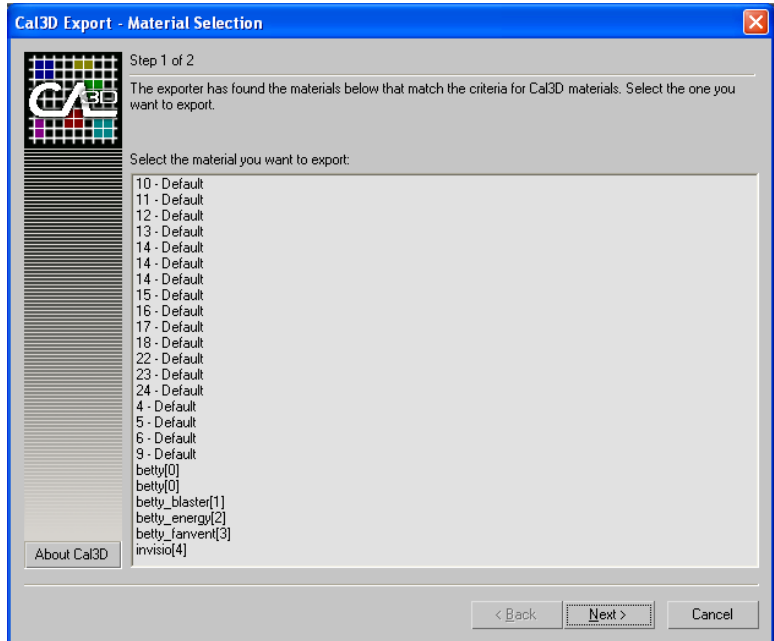 Cal3D Export - Material Selection
Step 1 of 2
The exporter has found the materials below that match the criteria for Cal3D materials. Select the one you
want to export.
CAL3D
Select the material you want to export:
10 - Default
11 - Default
12 - Default
13 - Default
14 - Default
14 - Default
14 - Default
15 - Default
16 - Default
17 - Default
18 - Default
22 - Default
23 - Default
24 - Default
4 - Default
5 - Default
6 - Default
9 - Default
betty[0]
betty[0]
betty_blaster[1]
betty_energy[2]
betty_fanvent[3]
invisio[4]
About Cal3D
< Back
Next >
Cancel